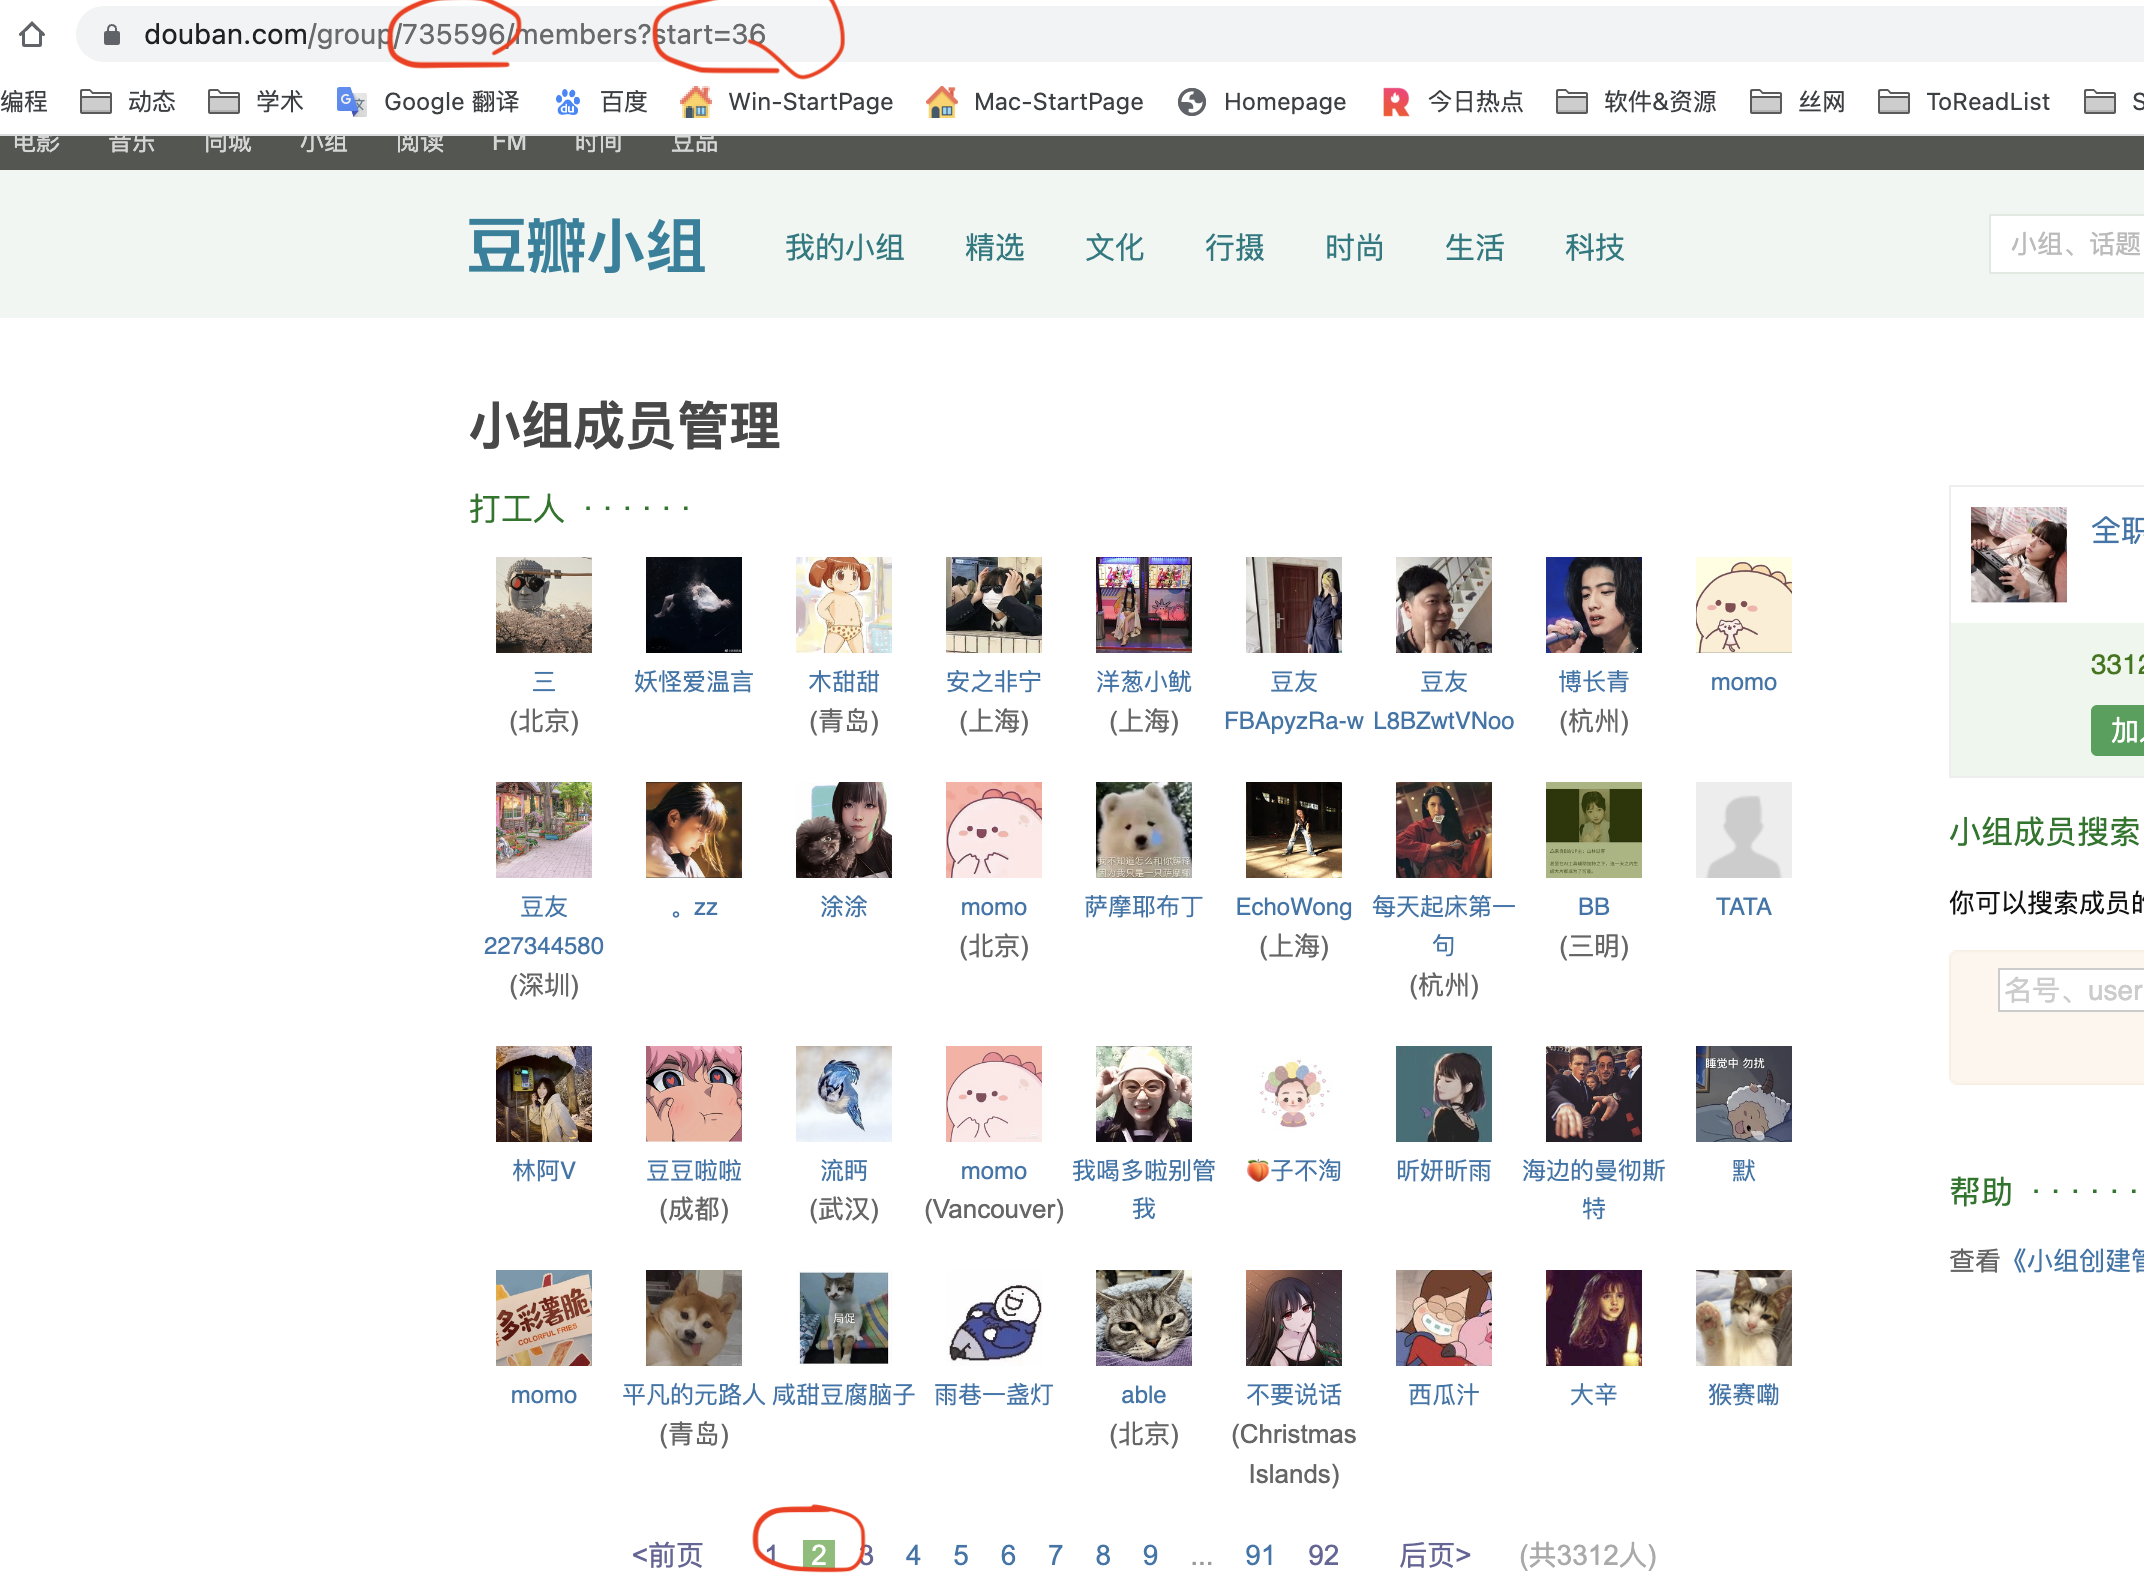 douban.com/group/735596/members?start=36
编程 动态 学术 Google 翻译 百度 Win-StartPage Mac-StartPage Homepage 今日热点 软件&资源 丝网 ToReadList S
电影 音乐 同城 小组 阅读 FM 时间 豆品
豆瓣小组 我的小组 精选 文化 行摄 时尚 生活 科技 小组、话题
小组成员管理
打工人 · · · · · ·
三 妖怪爱温言 木甜甜 安之非宁 洋葱小鱿 豆友 豆友 博长青 momo
(北京) (青岛) (上海) (上海) FBApyzRa-w L8BZwtVNoo (杭州)
豆友 。zz 涂涂 momo 萨摩耶布丁 EchoWong 每天起床第一 BB TATA
227344580 (北京) (上海) 句 (三明)
(深圳) (杭州)
睡觉中 勿扰
林阿V 豆豆啦啦 流眄 momo 我喝多啦别管 🍑子不淘 昕妍昕雨 海边的曼彻斯 默
(成都) (武汉) (Vancouver) 我 特
多彩薯脆
COLORFUL FRIES
局促
momo 平凡的元路人 咸甜豆腐脑子 雨巷一盏灯 able 不要说话 西瓜汁 大辛 猴赛嘞
(青岛) (北京) (Christmas
Islands)
<前页 1 2 3 4 5 6 7 8 9 ... 91 92 后页> (共3312人)
全职
3312
加入
小组成员搜索
你可以搜索成员的
名号、user
帮助 · · · · · ·
查看《小组创建管